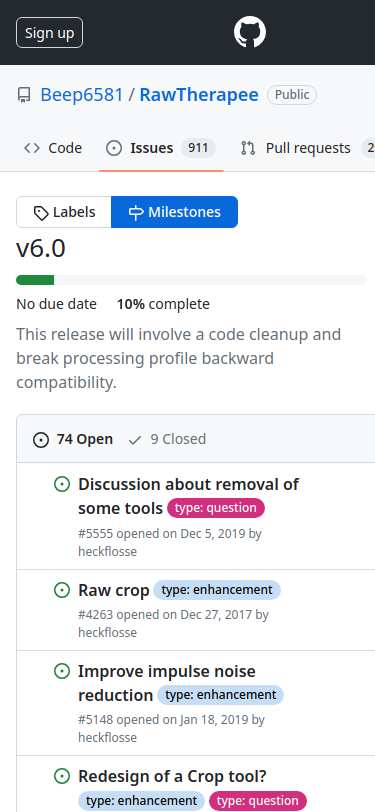 Sign up
Beep6581 / RawTherapee Public
Code Issues 911 Pull requests 2
Labels Milestones
v6.0
No due date 10% complete
This release will involve a code cleanup and
break processing profile backward
compatibility.
74 Open 9 Closed
Discussion about removal of
some tools type: question
#5555 opened on Dec 5, 2019 by
heckflosse
Raw crop type: enhancement
#4263 opened on Dec 27, 2017 by
heckflosse
Improve impulse noise
reduction type: enhancement
#5148 opened on Jan 18, 2019 by
heckflosse
Redesign of a Crop tool?
type: enhancement type: question